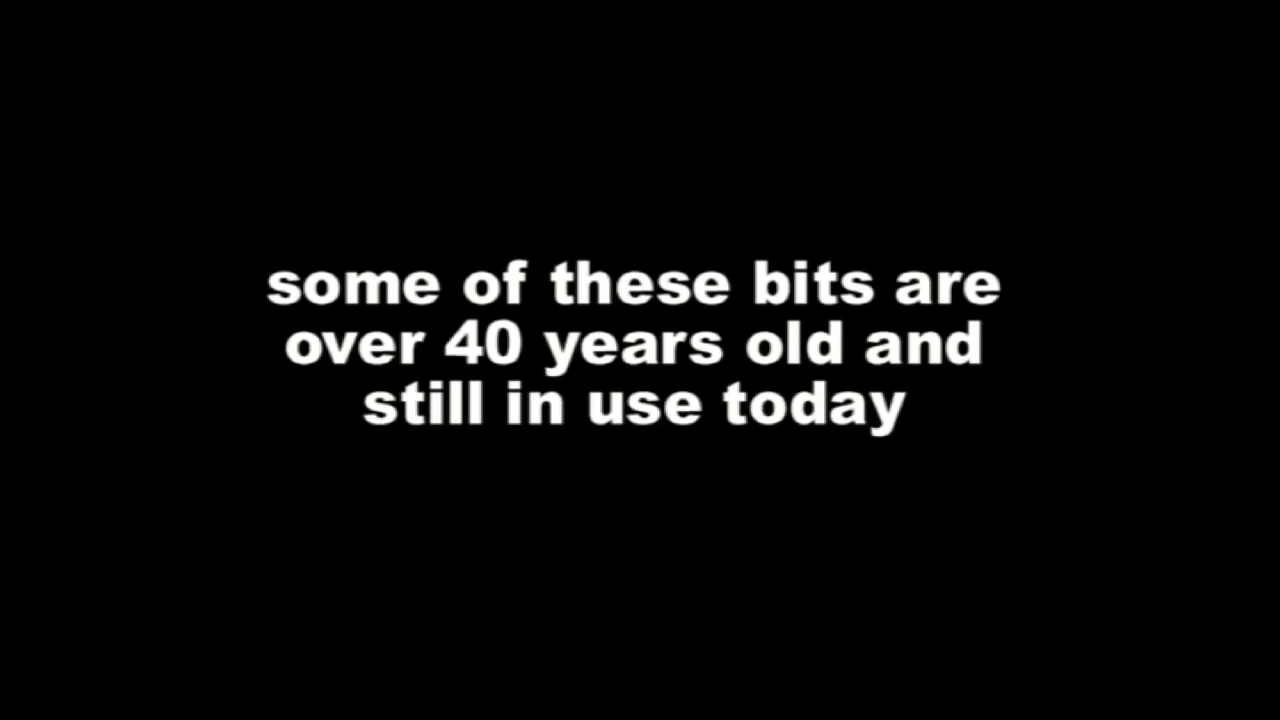 some of these bits are
over 40 years old and
still in use today